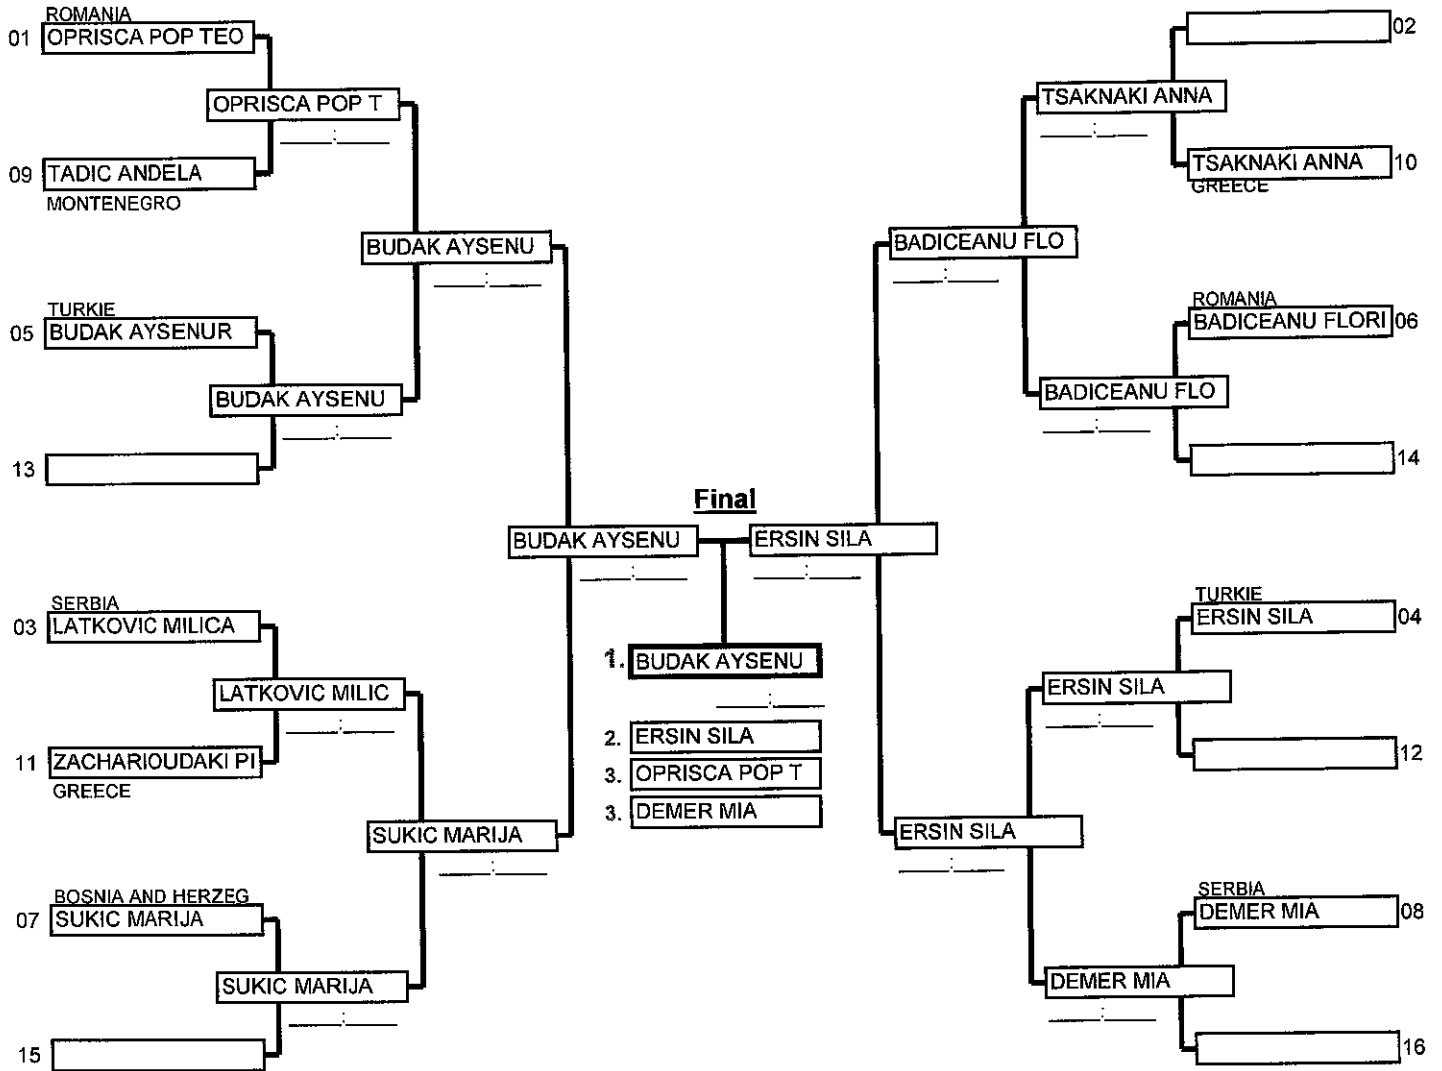 ROMANIA
01 OPRISCA POP TEO
OPRISCA POP T
09 TADIC ANDELA
MONTENEGRO
BUDAK AYSENU
TURKIE
05 BUDAK AYSENUR
BUDAK AYSENU
13
SERBIA
03 LATKOVIC MILICA
LATKOVIC MILIC
11 ZACHARIOUDAKI PI
GREECE
SUKIC MARIJA
BOSNIA AND HERZEG
07 SUKIC MARIJA
SUKIC MARIJA
15
Final
BUDAK AYSENU
ERSIN SILA
1. BUDAK AYSENU
2. ERSIN SILA
3. OPRISCA POP T
3. DEMER MIA
02
TSAKNAKI ANNA
TSAKNAKI ANNA 10
GREECE
BADICEANU FLO
ROMANIA
BADICEANU FLORI 06
BADICEANU FLO
14
TURKIE
ERSIN SILA 04
ERSIN SILA
12
ERSIN SILA
SERBIA
DEMER MIA 08
DEMER MIA
16